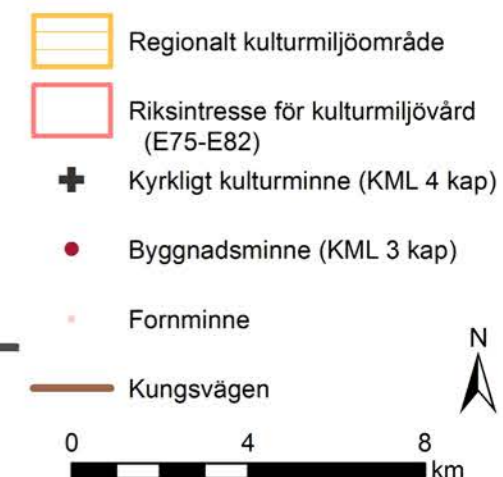 Regionalt kulturmiljöområde
Riksintresse för kulturmiljövård
(E75-E82)
Kyrkligt kulturminne (KML 4 kap)
Byggnadsminne (KML 3 kap)
Fornminne
N
Kungsvägen
0 4 8
km